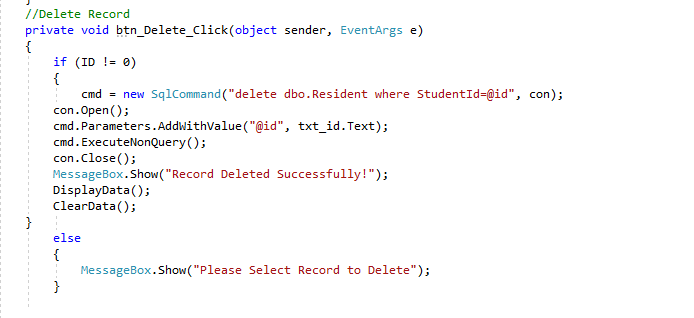 }
//Delete Record
private void btn_Delete_Click(object sender, EventArgs e)
{
    if (ID != 0)
    {
        cmd = new SqlCommand("delete dbo.Resident where StudentId=@id", con);
    con.Open();
    cmd.Parameters.AddWithValue("@id", txt_id.Text);
    cmd.ExecuteNonQuery();
    con.Close();
    MessageBox.Show("Record Deleted Successfully!");
    DisplayData();
    ClearData();
}
    else
    {
        MessageBox.Show("Please Select Record to Delete");
    }